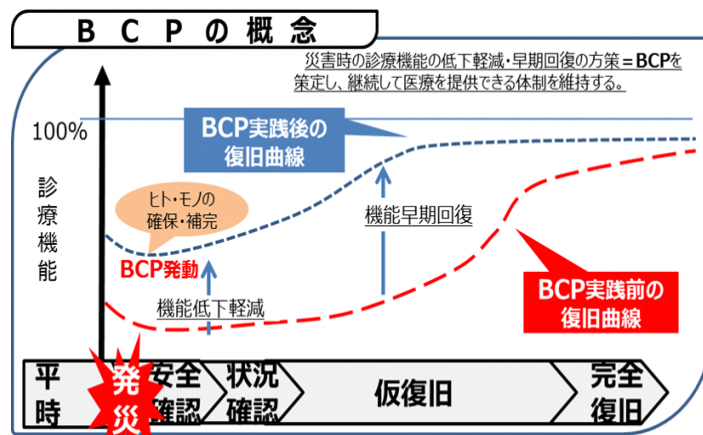 BCPの概念
災害時の診療機能の低下軽減・早期回復の方策＝BCPを
策定し、継続して医療を提供できる体制を維持する。
100%
BCP実践後の
復旧曲線
診療機能
ヒト・モノの
確保・補完
機能早期回復
BCP発動
機能低下軽減
BCP実践前の
復旧曲線
平時
発災
安全
確認
状況
確認
仮復旧
完全
復旧